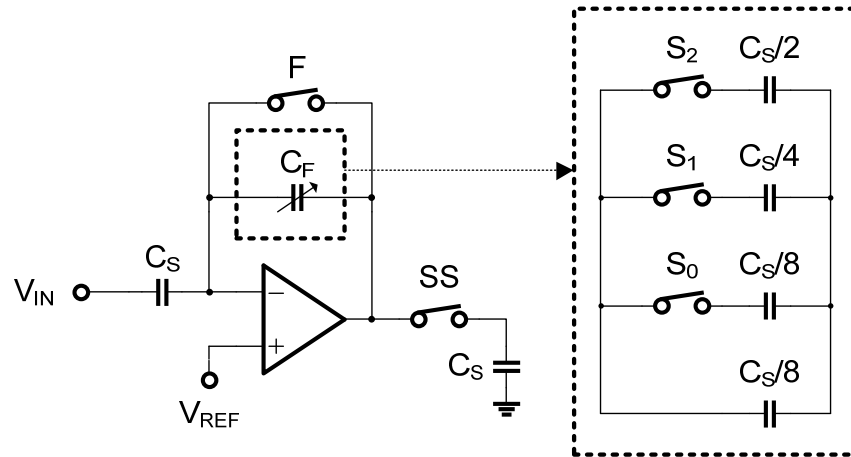 F
C_F
C_S
V_IN
−
+
V_REF
SS
C_S
S_2 C_S/2
S_1 C_S/4
S_0 C_S/8
C_S/8